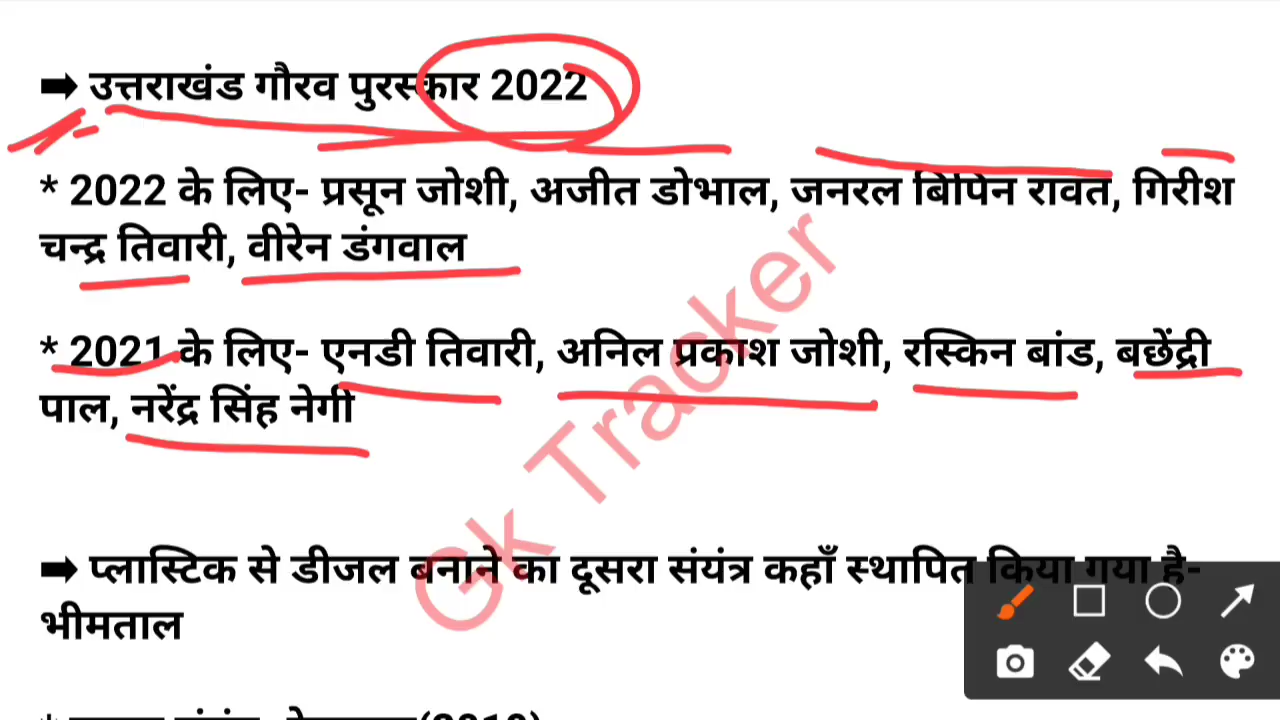 ➡ उत्तराखंड गौरव पुरस्कार 2022
* 2022 के लिए- प्रसून जोशी, अजीत डोभाल, जनरल बिपिन रावत, गिरीश
चन्द्र तिवारी, वीरेन डंगवाल
* 2021 के लिए- एनडी तिवारी, अनिल प्रकाश जोशी, रस्किन बांड, बछेंद्री
पाल, नरेंद्र सिंह नेगी
Gk Tracker
➡ प्लास्टिक से डीजल बनाने का दूसरा संयंत्र कहाँ स्थापित किया गया है-
भीमताल